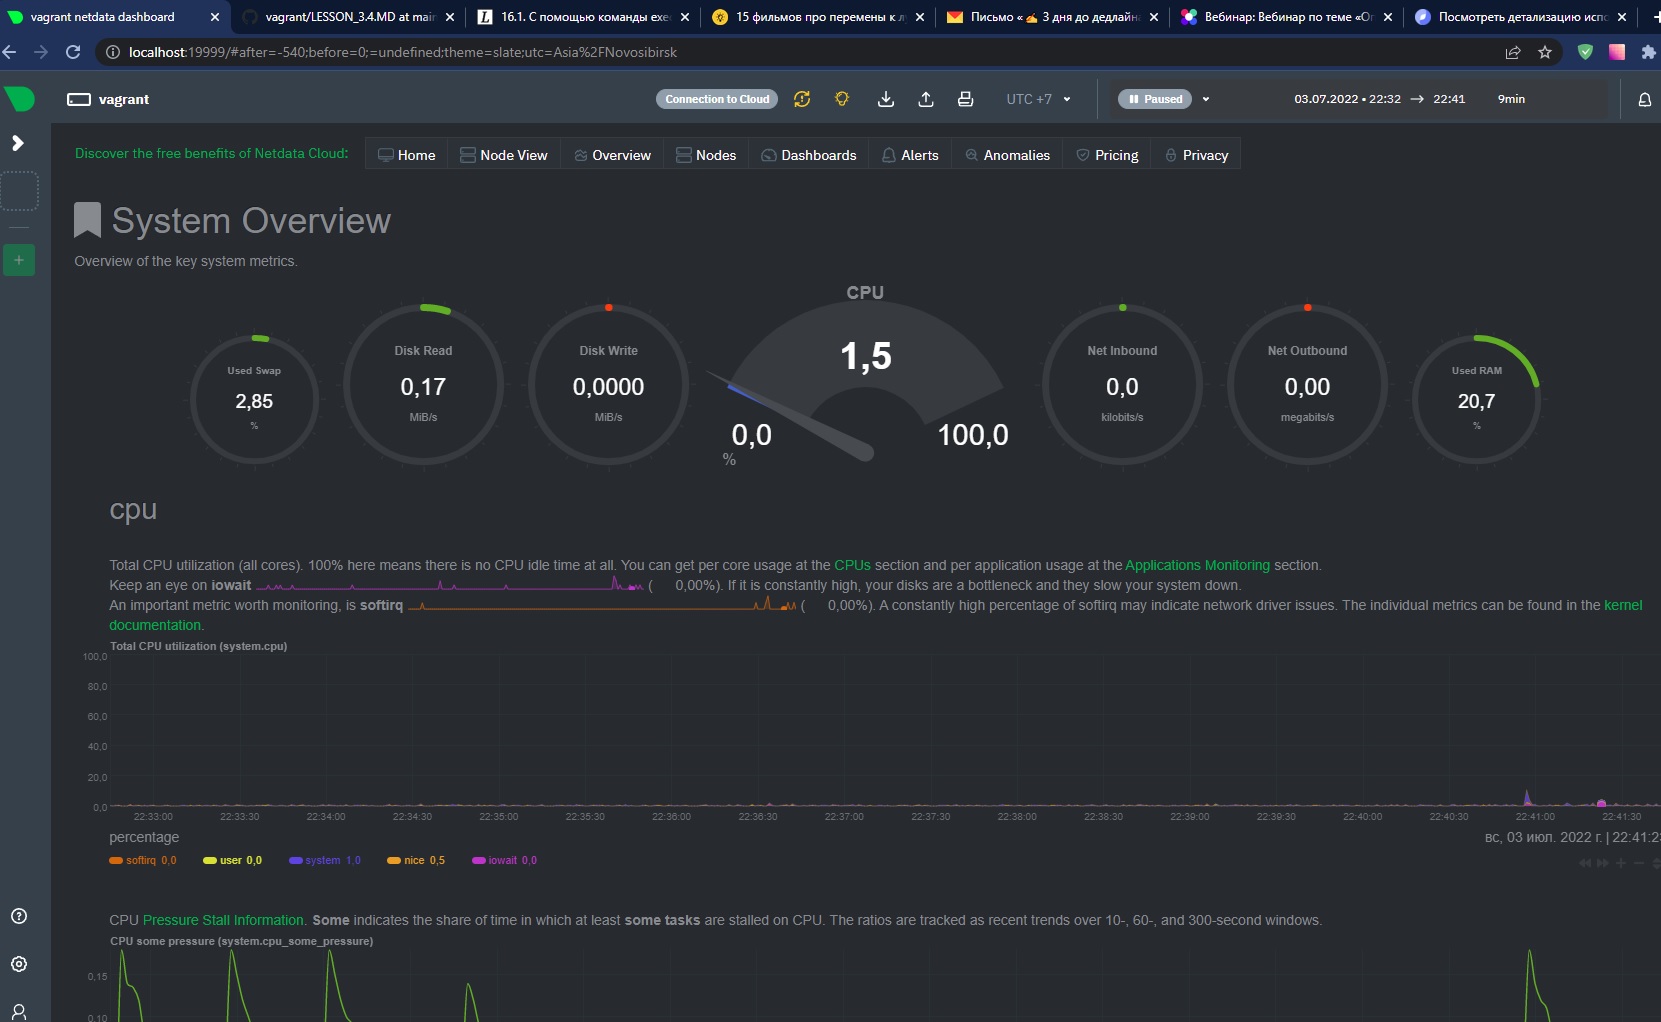 vagrant netdata dashboard
vagrant/LESSON_3.4.MD at mair
16.1. С помощью команды exe
15 фильмов про перемены к л
Письмо « 3 дня до дедлайн
Вебинар: Вебинар по теме «О
Посмотреть детализацию исп
localhost:19999/#after=-540;before=0;=undefined;theme=slate;utc=Asia%2FNovosibirsk
vagrant
Connection to Cloud
UTC +7
Paused
03.07.2022 • 22:32 → 22:41
9min
Discover the free benefits of Netdata Cloud:
Home
Node View
Overview
Nodes
Dashboards
Alerts
Anomalies
Pricing
Privacy
System Overview
Overview of the key system metrics.
Used Swap
2,85
%
Disk Read
0,17
MiB/s
Disk Write
0,0000
MiB/s
CPU
1,5
0,0
100,0
%
Net Inbound
0,0
kilobits/s
Net Outbound
0,00
megabits/s
Used RAM
20,7
%
cpu
Total CPU utilization (all cores). 100% here means there is no CPU idle time at all. You can get per core usage at the CPUs section and per application usage at the Applications Monitoring section.
Keep an eye on iowait ( 0,00%). If it is constantly high, your disks are a bottleneck and they slow your system down.
An important metric worth monitoring, is softirq ( 0,00%). A constantly high percentage of softirq may indicate network driver issues. The individual metrics can be found in the kernel
documentation.
Total CPU utilization (system.cpu)
100,0
80,0
60,0
40,0
20,0
0,0
22:33:00 22:33:30 22:34:00 22:34:30 22:35:00 22:35:30 22:36:00 22:36:30 22:37:00 22:37:30 22:38:00 22:38:30 22:39:00 22:39:30 22:40:00 22:40:30 22:41:00 22:41:30
percentage
вс, 03 июл. 2022 г. | 22:41:2
softirq 0,0 user 0,0 system 1,0 nice 0,5 iowait 0,0
CPU Pressure Stall Information. Some indicates the share of time in which at least some tasks are stalled on CPU. The ratios are tracked as recent trends over 10-, 60-, and 300-second windows.
CPU some pressure (system.cpu_some_pressure)
0,15
0,10